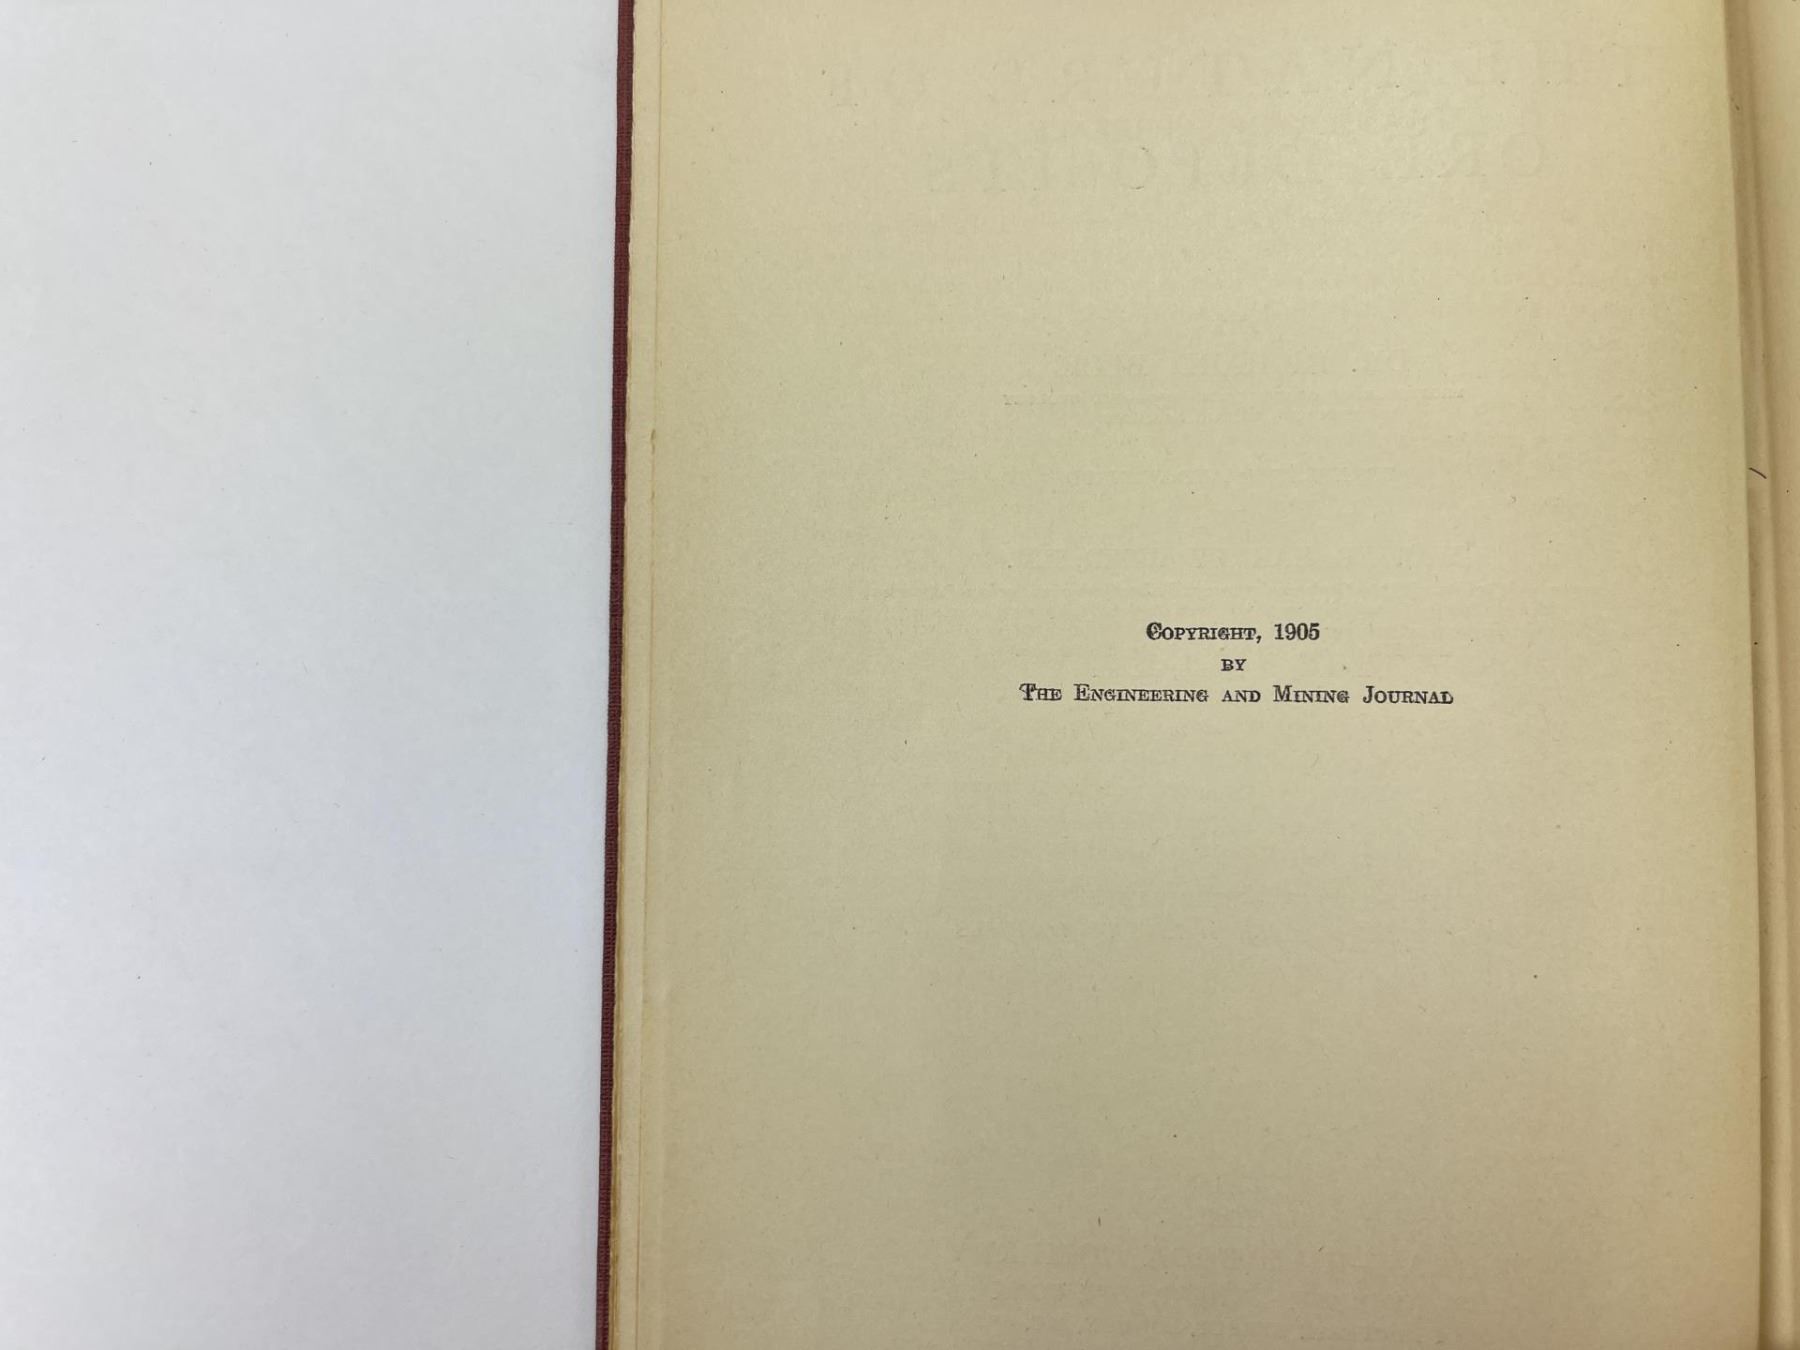 Copyright, 1905
BY
The Engineering and Mining Journal